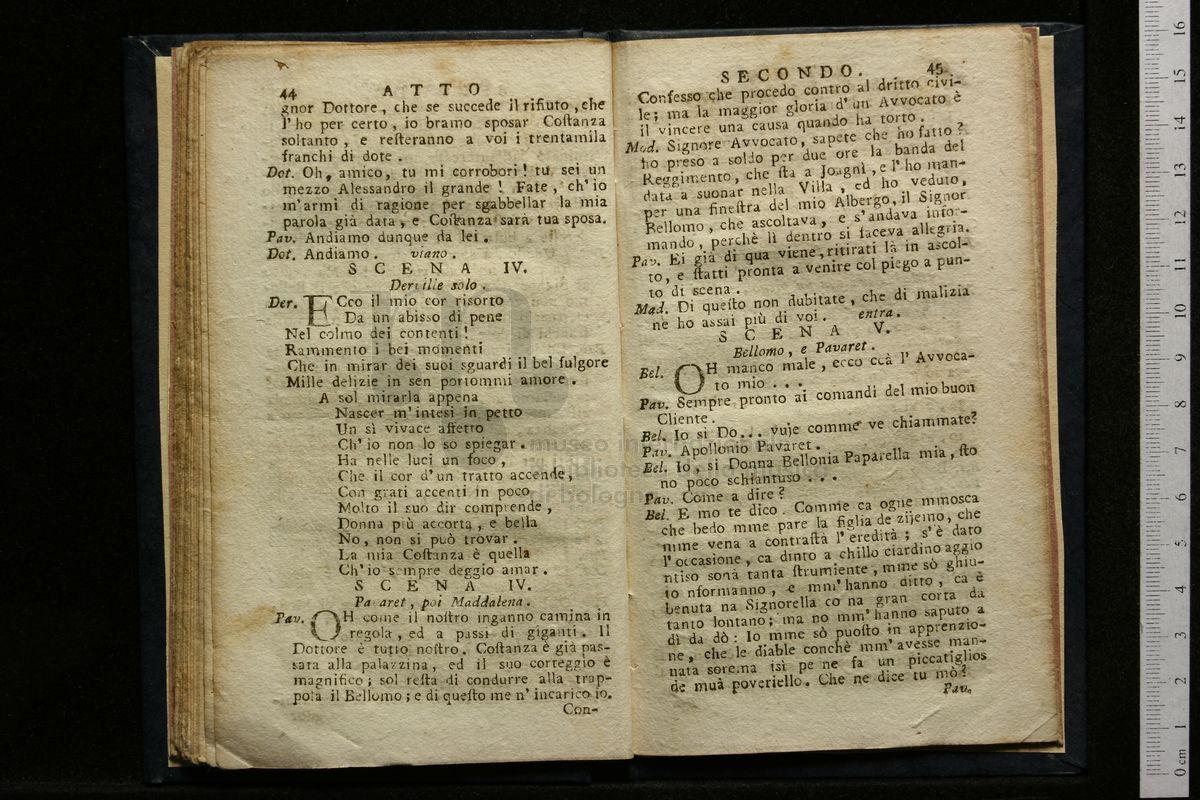 44 ATTO
gnor Dottore, che se succede il rifiuto, che
l'ho per certo, io bramo sposar Coſtanza
soltanto, e reſteranno a voi i trentamila
franchi di dote.
Dot. Oh, amico, tu mi corrobori! tu sei un
mezzo Alessandro il grande! Fate, ch'io
m'armi di ragione per sgabbellar la mia
parola già data, e Coſtanza sarà tua sposa.
Pav. Andiamo dunque da lei.
Dot. Andiamo. viano.
SCENA IV.
Derville solo.
Der. ECco il mio cor risorto
Da un abisso di pene
Nel colmo dei contenti!
Rammento i bei momenti
Che in mirar dei suoi sguardi il bel fulgore
Mille delizie in sen portommi amore.
A sol mirarla appena
Nascer m'intesi in petto
Un sì vivace affetto
Ch'io non lo so spiegar.
Ha nelle luci un foco,
Che il cor d'un tratto accende,
Con grati accenti in poco
Molto il suo dir comprende,
Donna più accorta, e bella
No, non si può trovar.
La mia Coſtanza è quella
Ch'io sempre deggio amar.
SCENA IV.
Pavaret, poi Maddalena.
Pav. OH come il noſtro inganno camina in
regola, ed a passi di giganti. Il
Dottore è tutto noſtro. Coſtanza è già pas-
sata alla palazzina, ed il suo correggio è
magnifico; sol reſta di condurre alla trap-
pola il Bellomo; e di queſto me n'incarico io.
Con-
SECONDO. 45
Confesso che procedo contro al dritto civi-
le; ma la maggior gloria d'un Avvocato è
il vincere una causa quando ha torto.
Mad. Signore Avvocato, sapete che ho fatto?
ho preso a soldo per due ore la banda del
Reggimento, che ſta a Jougnì, e l'ho man-
data a suonar nella Villa, ed ho veduto,
per una fineſtra del mio Albergo, il Signor
Bellomo, che ascoltava, e s'andava infor-
mando, perchè lì dentro si faceva allegria.
Pav. Ei già di qua viene, ritirati là in ascol-
to, e ſtatti pronta a venire col piego a pun-
to di scena.
Mad. Di queſto non dubitate, che di malizia
ne ho assai più di voi. entra.
SCENA V.
Bellomo, e Pavaret.
Bel. OH manco male, ecco ccà l'Avvoca-
to mio...
Pav. Sempre pronto ai comandi del mio buon
Cliente.
Bel. Io si Do... vuje comme ve chiammate?
Pav. Apollonio Pavaret.
Bel. Io, si Donna Bellonia Paparella mia, ſto
no poco schiantuso...
Pav. Come a dire?
Bel. E mo te dico. Comme ca ogne mmosca
che bedo mme pare la figlia de zijemo, che
mme vena a contraſtà l'eredità; s'è dato
l'occasione, ca dinto a chillo ciardino aggio
ntiso sonà tanta ſtrumiente, mme sò ghiu-
to nformanno, e mm'hanno ditto, ca è
benuta na Signorella co na gran corta da
tanto lontano; ma no mm'hanno saputo a
dì da dò: Io mme sò puoſto in apprenzio-
ne, che le diable conchè mm'avesse man-
nata sorema isi pe ne fa un piccatiglios
de muà poveriello. Che ne dice tu mò?
Pav.